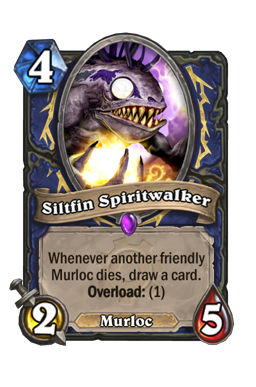 4
Siltfin Spiritwalker
Whenever another friendly
Murloc dies, draw a card.
Overload: (1)
2
Murloc
5